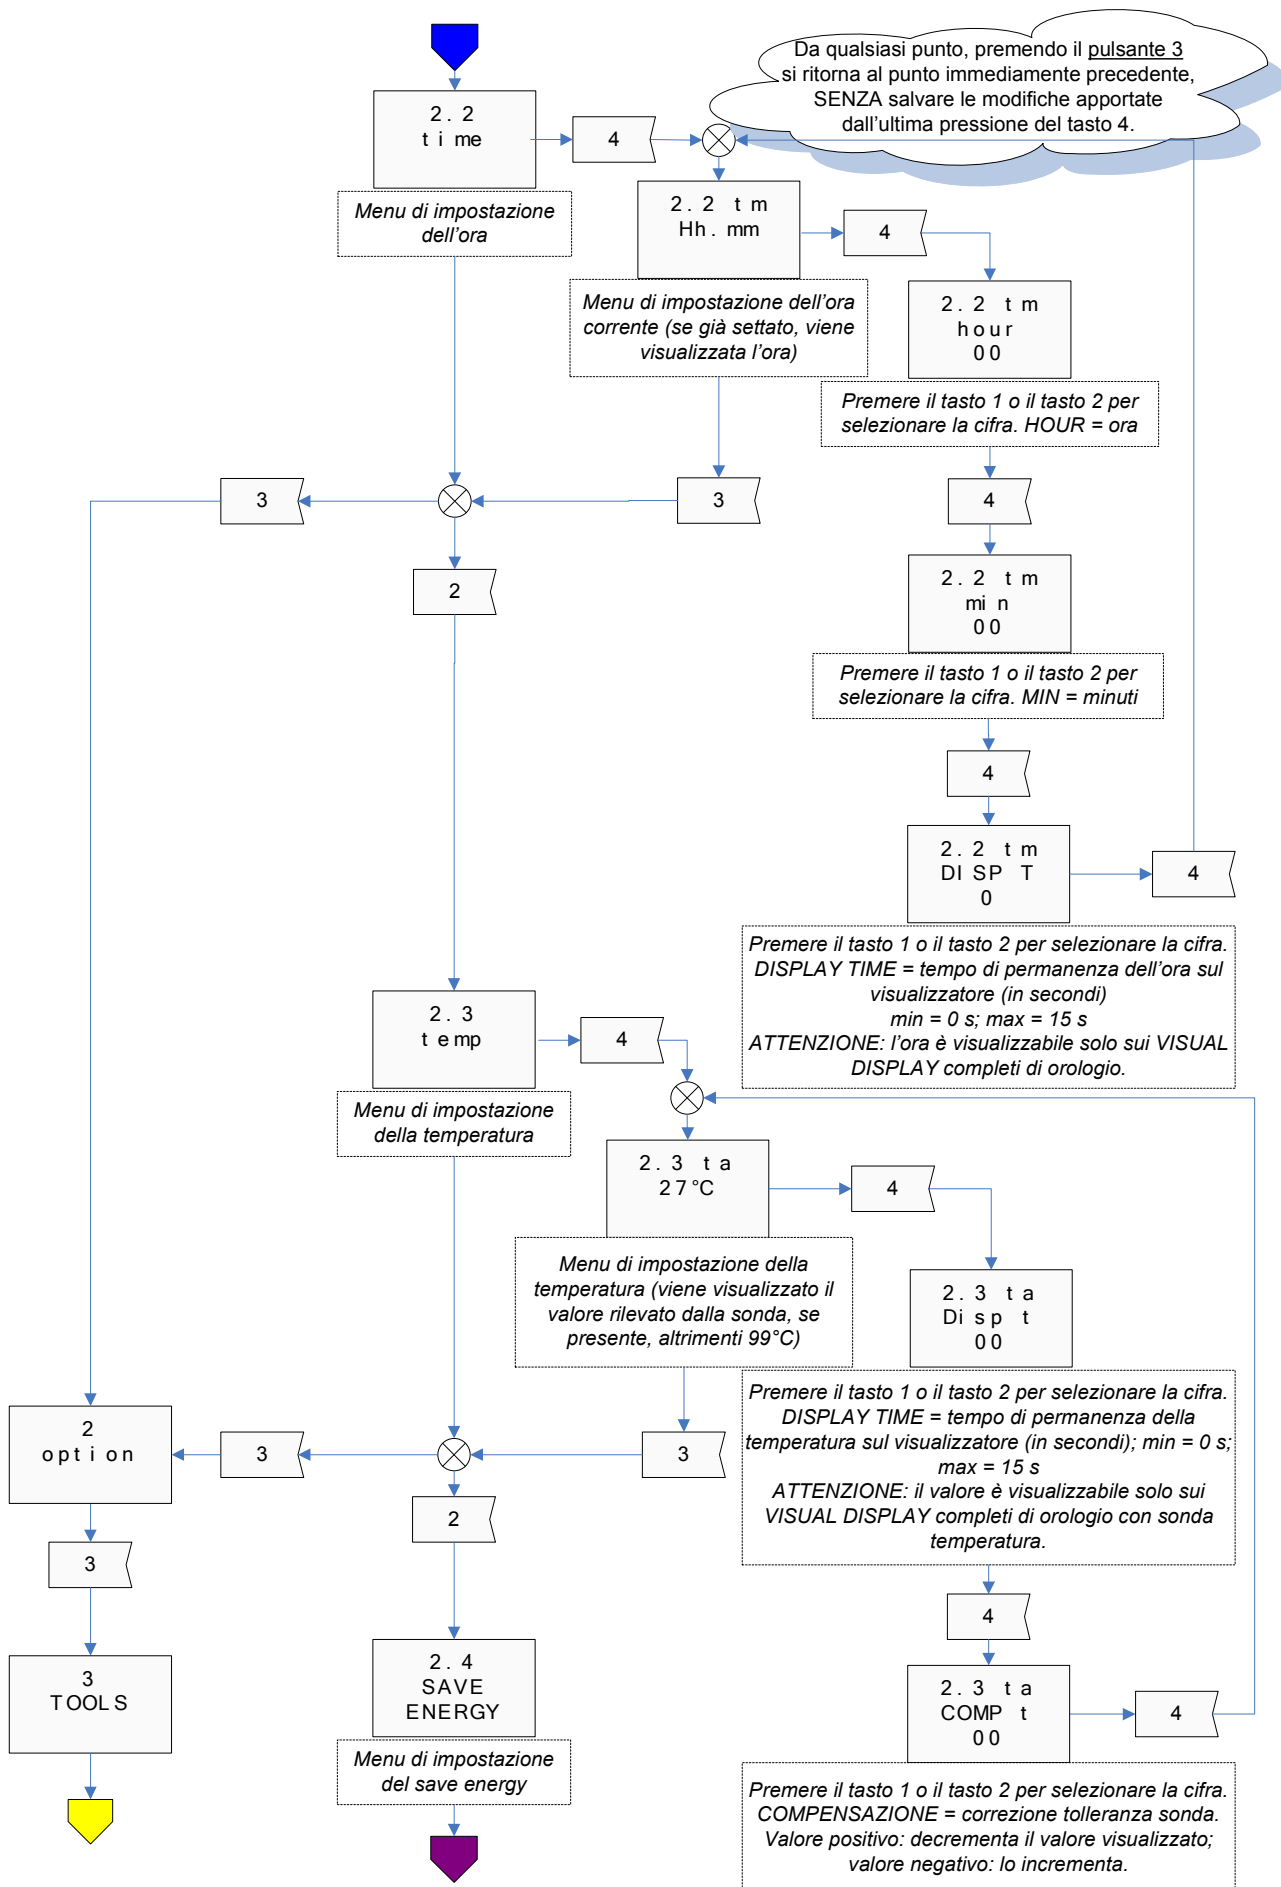 Da qualsiasi punto, premendo il pulsante 3
si ritorna al punto immediamente precedente,
SENZA salvare le modifiche apportate
dall'ultima pressione del tasto 4.
2.2
time
4
Menu di impostazione
dell'ora
2.2 tm
Hh.mm
4
Menu di impostazione dell'ora
corrente (se già settato, viene
visualizzata l'ora)
2.2 tm
hour
00
Premere il tasto 1 o il tasto 2 per
selezionare la cifra. HOUR = ora
3
3
4
2
2.2 tm
min
00
Premere il tasto 1 o il tasto 2 per
selezionare la cifra. MIN = minuti
4
2.2 tm
DISP T
0
4
Premere il tasto 1 o il tasto 2 per selezionare la cifra.
DISPLAY TIME = tempo di permanenza dell'ora sul
visualizzatore (in secondi)
min = 0 s; max = 15 s
ATTENZIONE: l'ora è visualizzabile solo sui VISUAL
DISPLAY completi di orologio.
2.3
temp
4
Menu di impostazione
della temperatura
2.3 ta
27°C
4
Menu di impostazione della
temperatura (viene visualizzato il
valore rilevato dalla sonda, se
presente, altrimenti 99°C)
2.3 ta
Disp t
00
Premere il tasto 1 o il tasto 2 per selezionare la cifra.
DISPLAY TIME = tempo di permanenza della
temperatura sul visualizzatore (in secondi); min = 0 s;
max = 15 s
ATTENZIONE: il valore è visualizzabile solo sui
VISUAL DISPLAY completi di orologio con sonda
temperatura.
2
option
3
3
2
3
4
3
TOOLS
2.4
SAVE
ENERGY
Menu di impostazione
del save energy
2.3 ta
COMP t
00
4
Premere il tasto 1 o il tasto 2 per selezionare la cifra.
COMPENSAZIONE = correzione tolleranza sonda.
Valore positivo: decrementa il valore visualizzato;
valore negativo: lo incrementa.